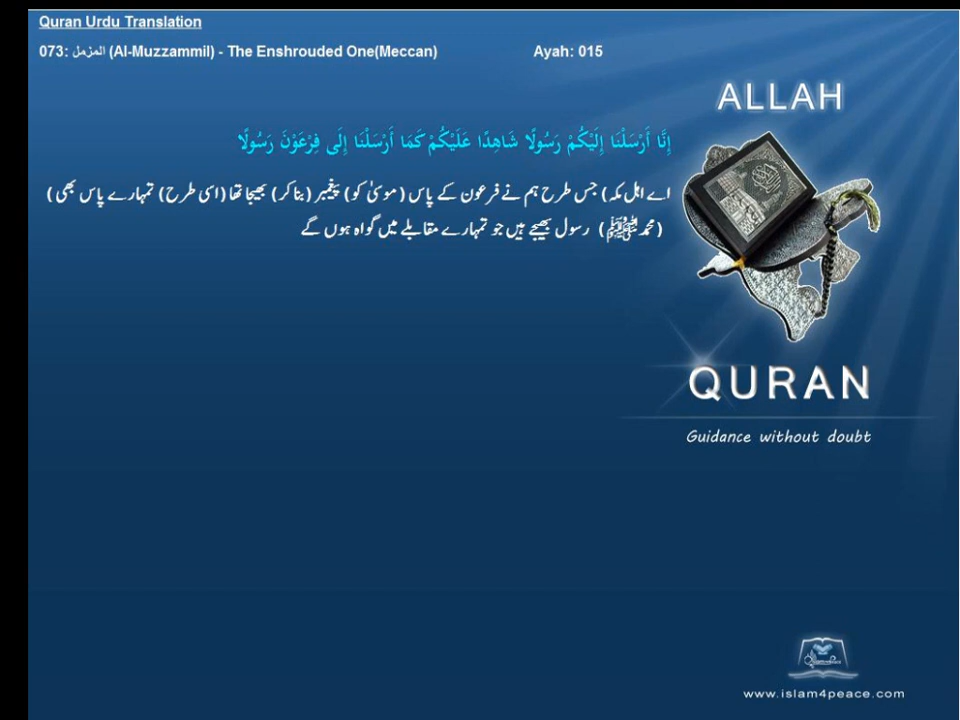 Quran Urdu Translation
073: المزمل (Al-Muzzammil) - The Enshrouded One(Meccan) Ayah: 015
ALLAH
إِنَّا أَرْسَلْنَا إِلَيْكُمْ رَسُولًا شَاهِدًا عَلَيْكُمْ كَمَا أَرْسَلْنَا إِلَى فِرْعَوْنَ رَسُولًا
اے اہل مکہ) جس طرح ہم نے فرعون کے پاس (موسیٰ کو) پیغمبر (بنا کر) بھیجا تھا (اسی طرح) تمہارے پاس بھی)
(محمدﷺ) رسول بھیجے ہیں جو تمہارے مقابلے میں گواہ ہوں گے
QURAN
Guidance without doubt
www.islam4peace.com